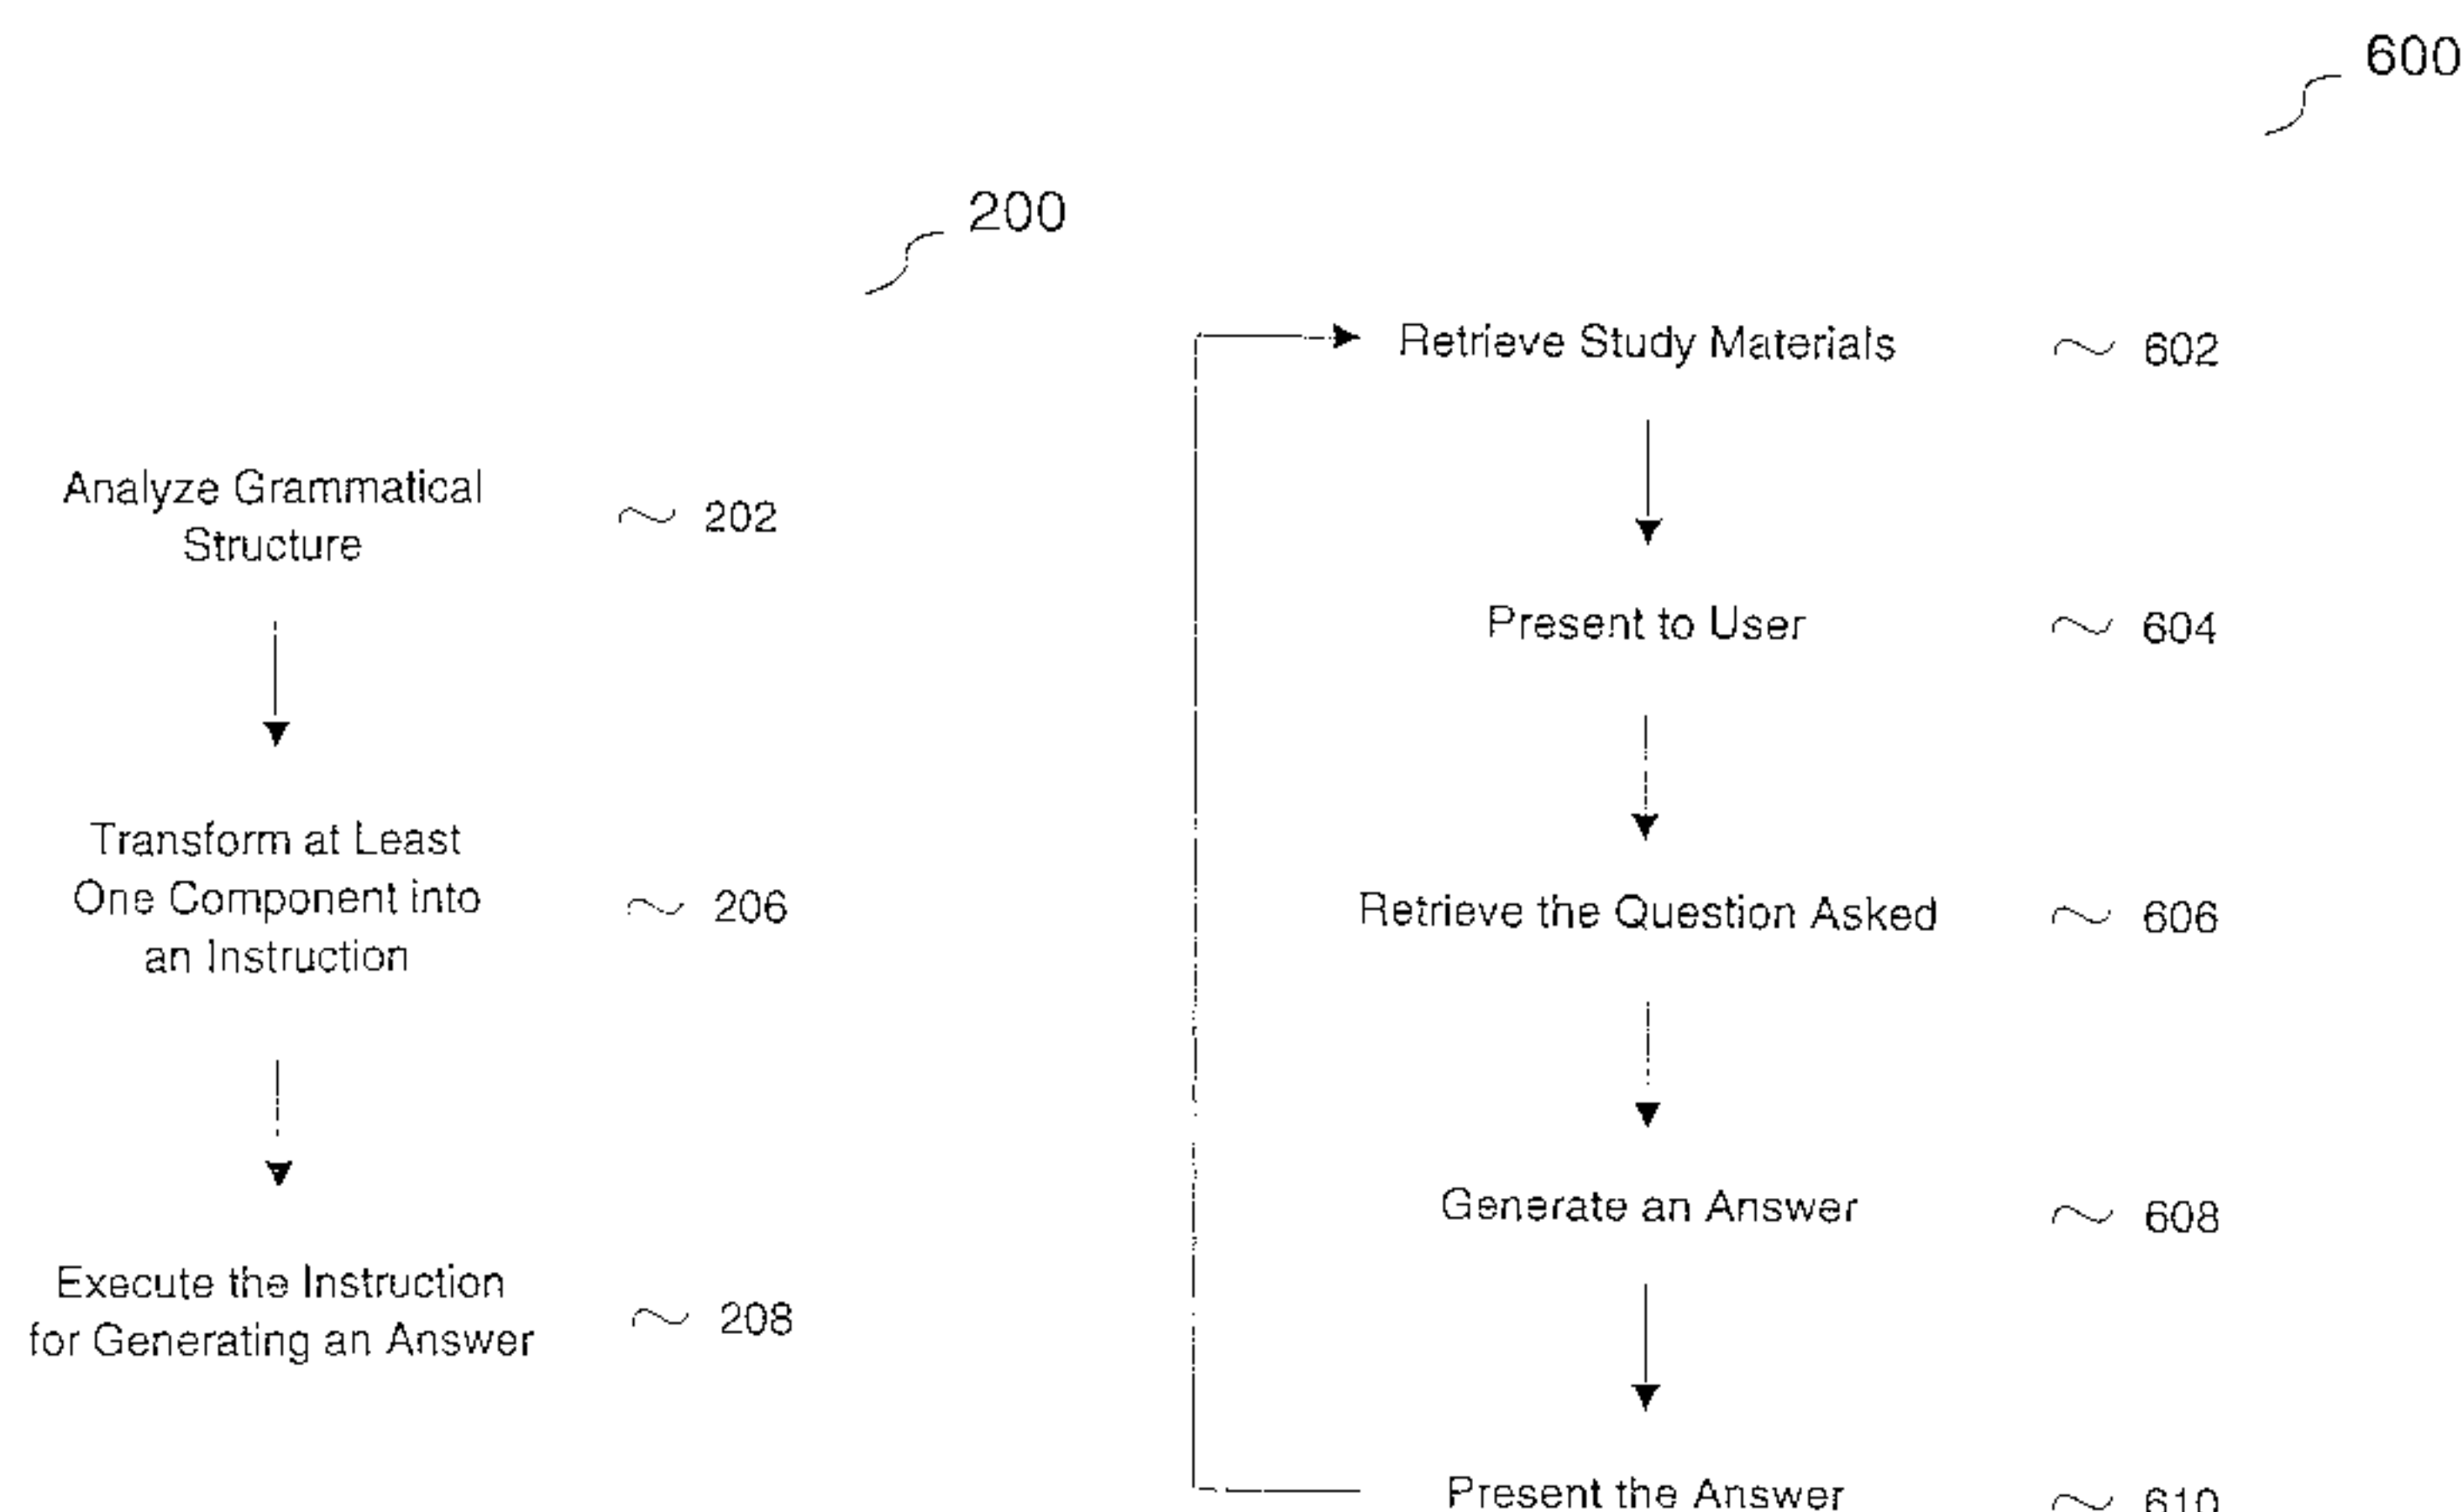 600
200
Retrieve Study Materials 602
Analyze Grammatical
Structure
202
Present to User 604
Transform at Least
One Component into
an Instruction
206
Retrieve the Question Asked 606
Generate an Answer 608
Execute the Instruction
for Generating an Answer
208
Present the Answer 610